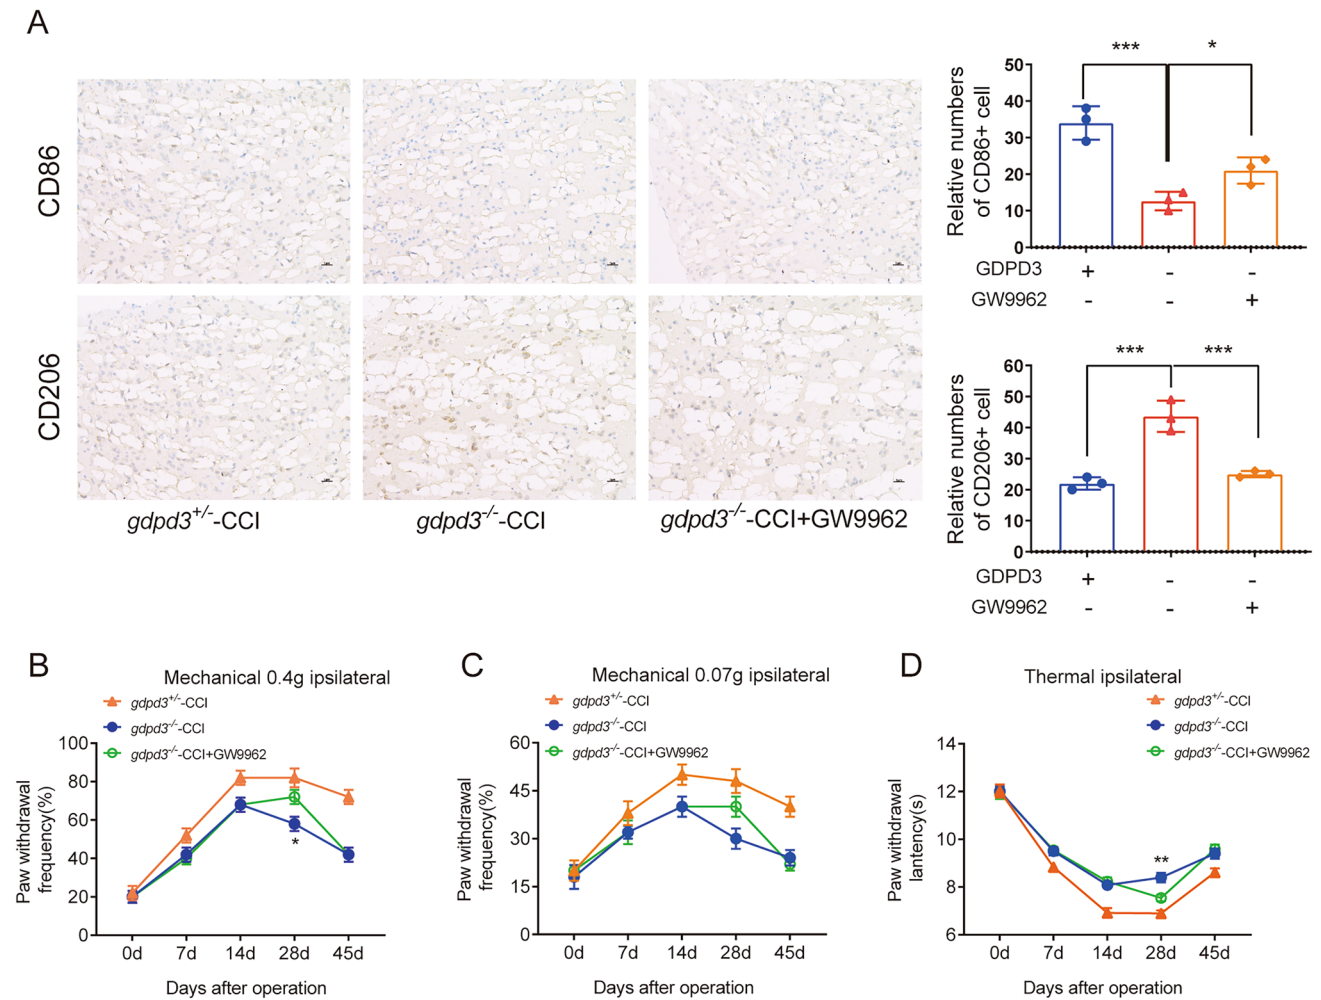 A
CD86
CD206
gdpd3+/--CCI
gdpd3-/--CCI
gdpd3-/--CCI+GW9962
Relative numbers
of CD86+ cell
50
40
30
20
10
0
***
*
GDPD3 + - -
GW9962 - - +
Relative numbers
of CD206+ cell
60
50
40
30
20
10
0
***
***
GDPD3 + - -
GW9962 - - +
B
Mechanical 0.4g ipsilateral
gdpd3+/--CCI
gdpd3-/--CCI
gdpd3-/--CCI+GW9962
Paw withdrawal
frequency(%)
100
80
60
40
20
0
*
0d 7d 14d 28d 45d
Days after operation
C
Mechanical 0.07g ipsilateral
gdpd3+/--CCI
gdpd3-/--CCI
gdpd3-/--CCI+GW9962
Paw withdrawal
frequency(%)
60
45
30
15
0
0d 7d 14d 28d 45d
Days after operation
D
Thermal ipsilateral
gdpd3+/--CCI
gdpd3-/--CCI
gdpd3-/--CCI+GW9962
Paw withdrawal
lantency(s)
14
12
10
8
6
**
0d 7d 14d 28d 45d
Days after operation